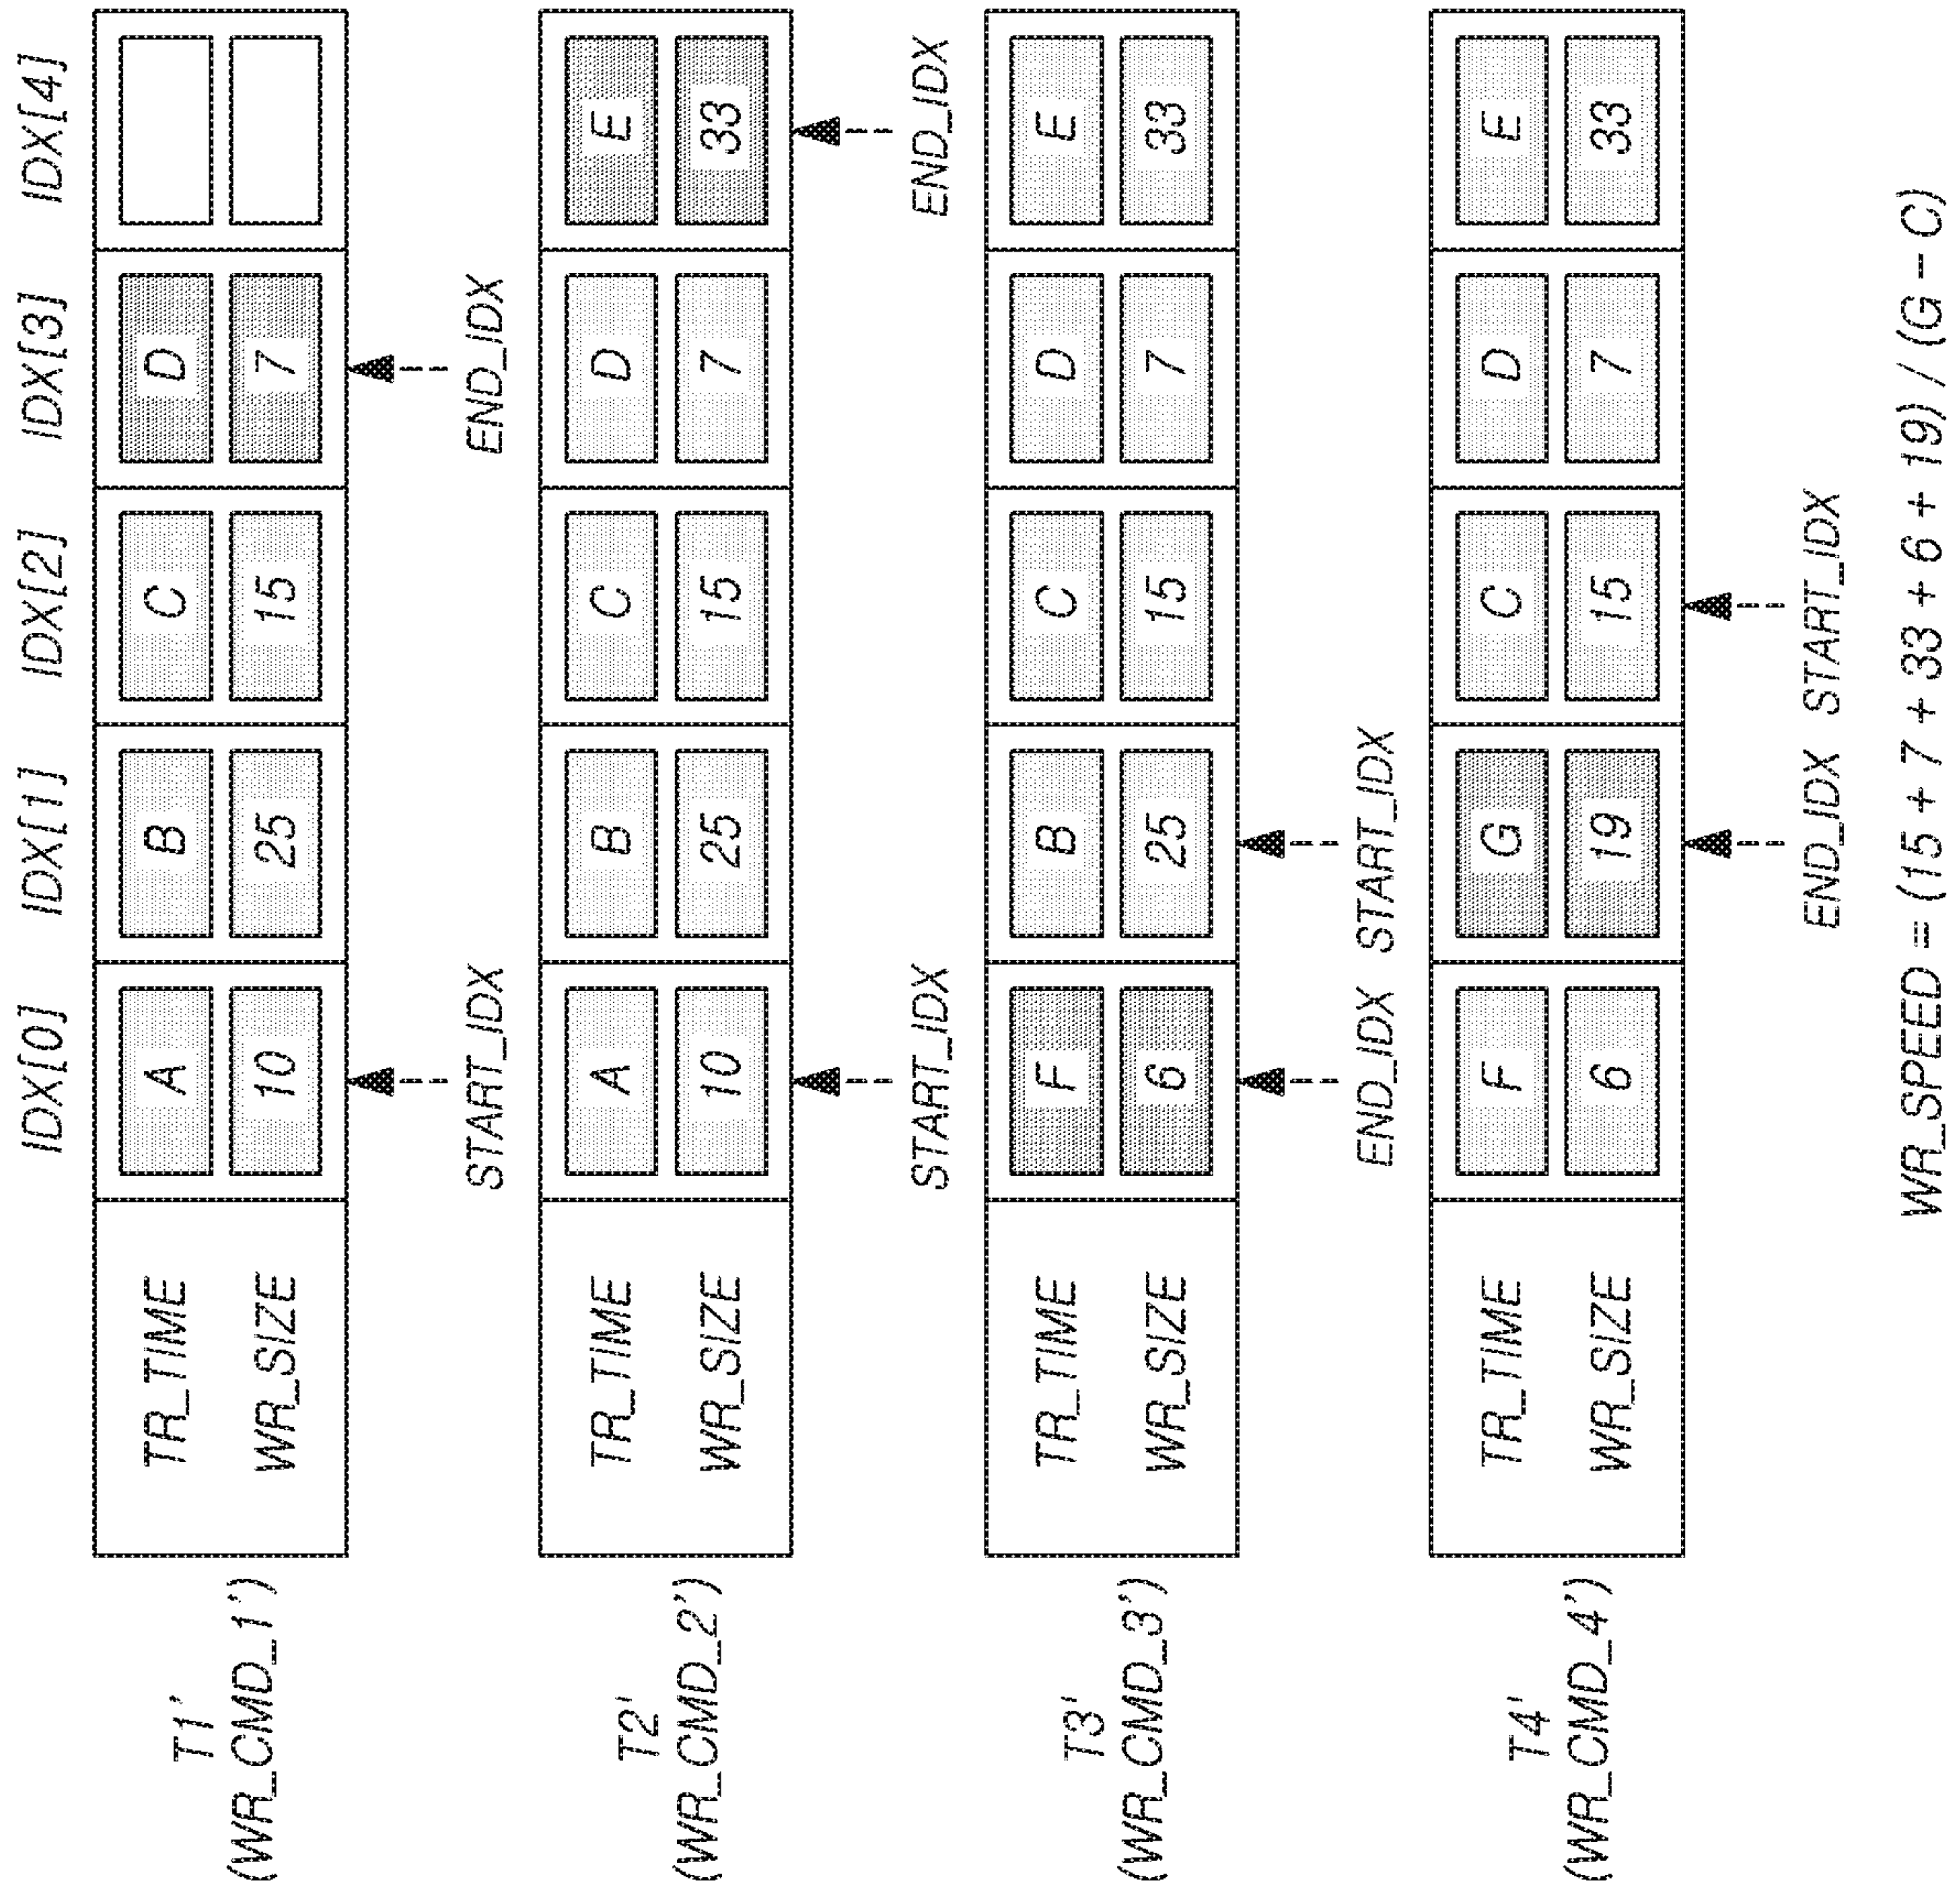 IDX[0] IDX[1] IDX[2] IDX[3] IDX[4]
T1'
(WR_CMD_1')
TR_TIME A B C D
WR_SIZE 10 25 15 7
START_IDX END_IDX
T2'
(WR_CMD_2')
TR_TIME A B C D E
WR_SIZE 10 25 15 7 33
START_IDX END_IDX
T3'
(WR_CMD_3')
TR_TIME F B C D E
WR_SIZE 6 25 15 7 33
END_IDX START_IDX
T4'
(WR_CMD_4')
TR_TIME F G C D E
WR_SIZE 6 19 15 7 33
END_IDX START_IDX
WR_SPEED = (15 + 7 + 33 + 6 + 19) / (G - C)